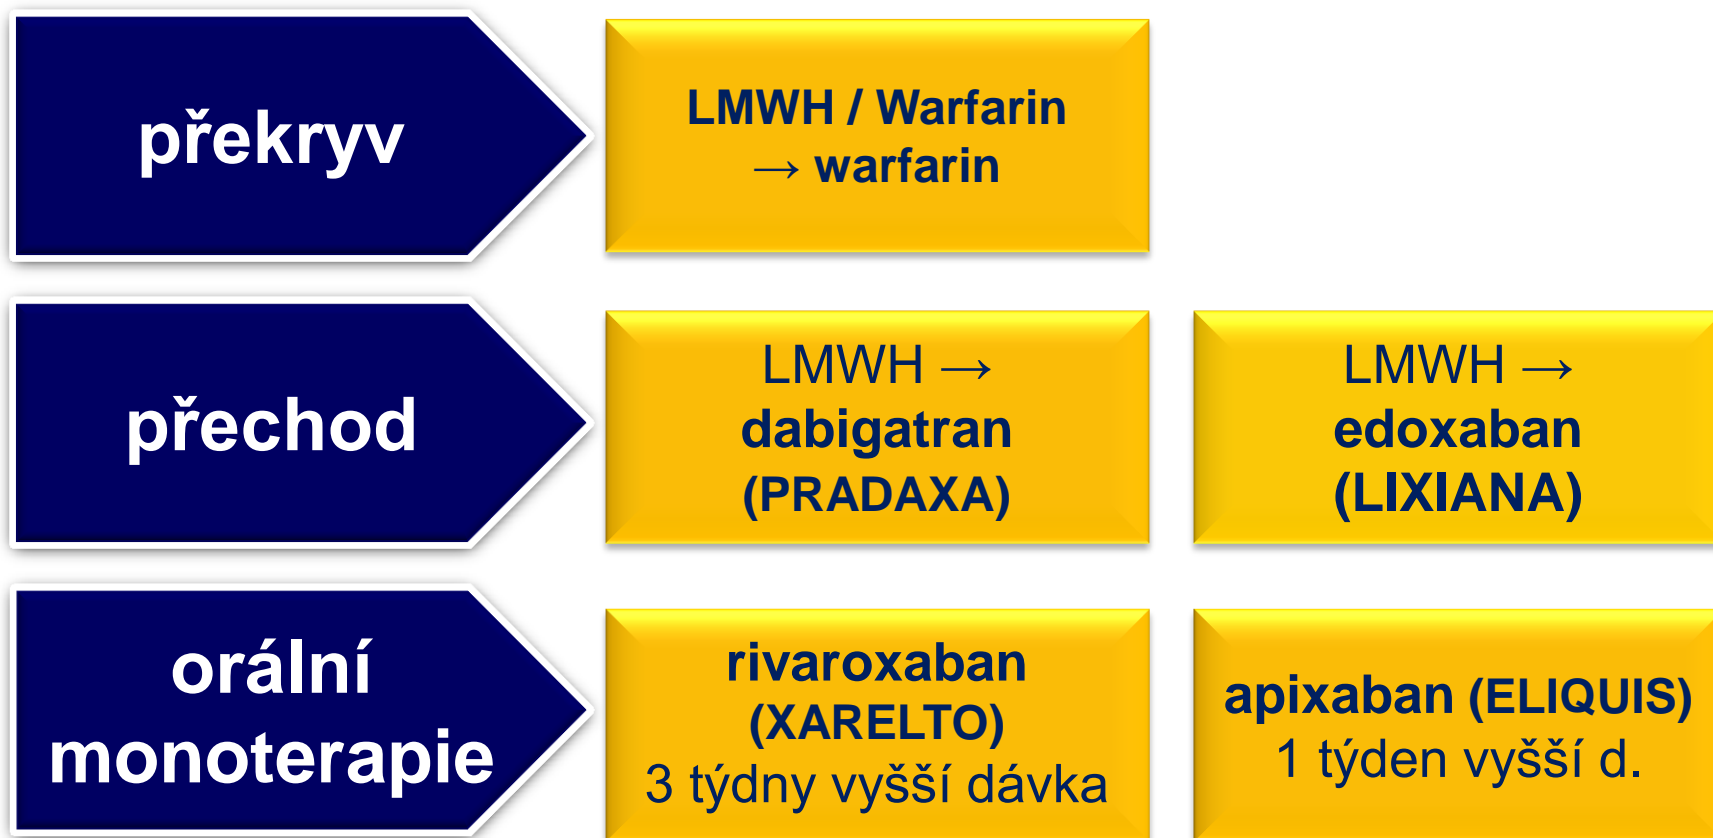 překryv
LMWH / Warfarin
→ warfarin
přechod
LMWH →
dabigatran
(PRADAXA)
LMWH →
edoxaban
(LIXIANA)
orální
monoterapie
rivaroxaban
(XARELTO)
3 týdny vyšší dávka
apixaban (ELIQUIS)
1 týden vyšší d.